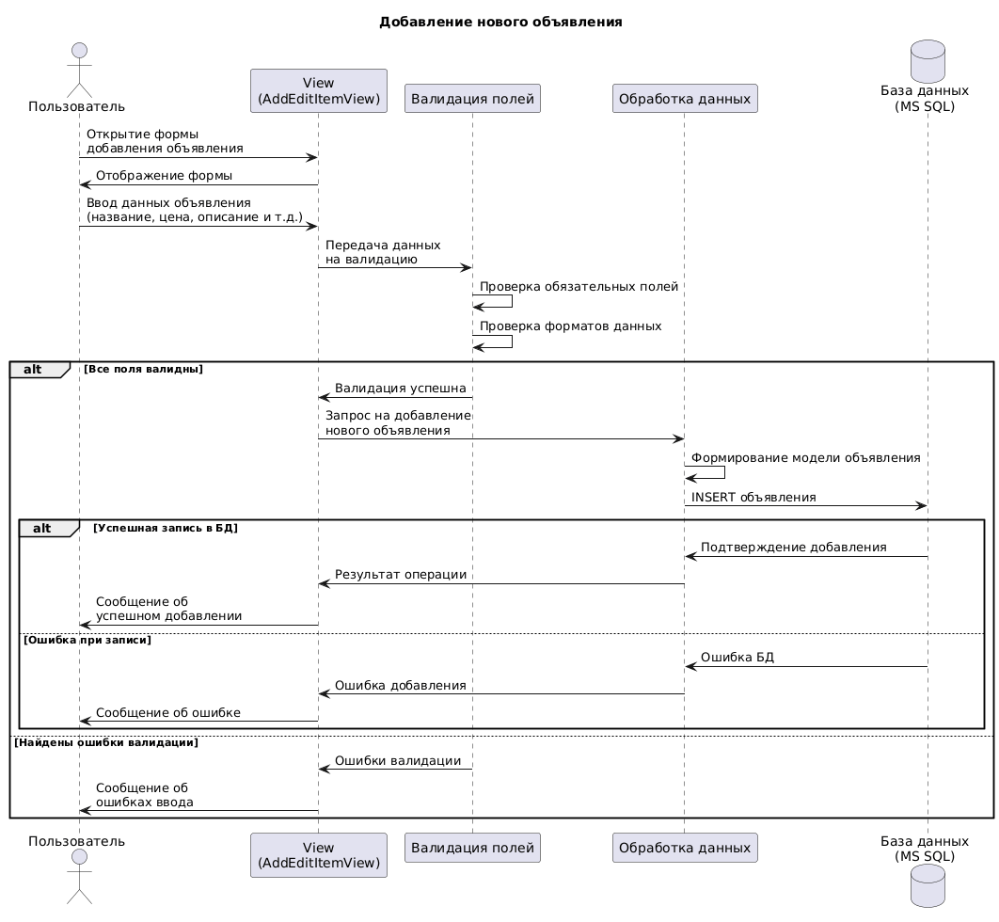 Добавление нового объявления
Пользователь
View
(AddEditItemView)
Валидация полей
Обработка данных
База данных
(MS SQL)
Открытие формы
добавления объявления
Отображение формы
Ввод данных объявления
(название, цена, описание и т.д.)
Передача данных
на валидацию
Проверка обязательных полей
Проверка форматов данных
alt [Все поля валидны]
Валидация успешна
Запрос на добавление
нового объявления
Формирование модели объявления
INSERT объявления
alt [Успешная запись в БД]
Подтверждение добавления
Результат операции
Сообщение об
успешном добавлении
[Ошибка при записи]
Ошибка БД
Ошибка добавления
Сообщение об ошибке
[Найдены ошибки валидации]
Ошибки валидации
Сообщение об
ошибках ввода
Пользователь
View
(AddEditItemView)
Валидация полей
Обработка данных
База данных
(MS SQL)